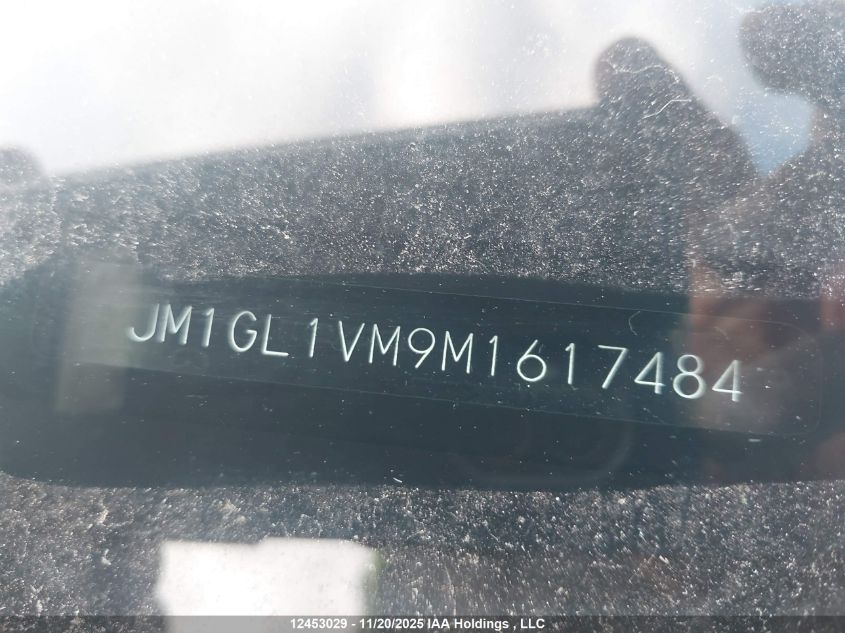 JM1GL1VM9M1617484
12453029 - 11/20/2025 IAA Holdings , LLC